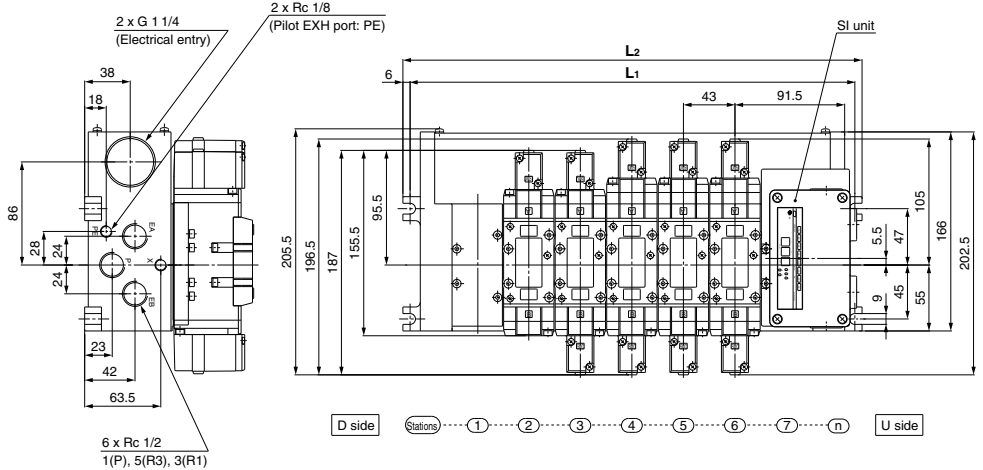 2 x G 1 1/4
(Electrical entry)
2 x Rc 1/8
(Pilot EXH port: PE)
38
18
86
28
24
24
PE
EA
P
X
EB
23
42
63.5
6 x Rc 1/2
1(P), 5(R3), 3(R1)
SI unit
L2
L1
6
43
91.5
205.5
196.5
187
155.5
95.5
105
166
202.5
5.5
47
9
45
55
D side
Stations
1
2
3
4
5
6
7
n
U side